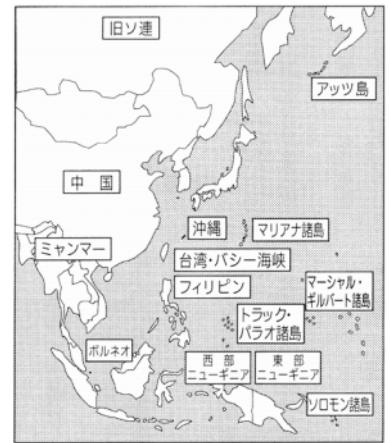 旧ソ連
アッツ島
中国
沖縄
マリアナ諸島
ミャンマー
台湾・バシー海峡
フィリピン
マーシャル・
ギルバート諸島
トラック・
パラオ諸島
ボルネオ
西部
ニューギニア
東部
ニューギニア
ソロモン諸島